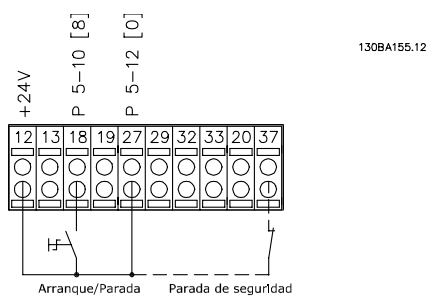 130BA155.12
+24V
P 5-10 [8]
P 5-12 [0]
12 13 18 19 27 29 32 33 20 37
Arranque/Parada Parada de seguridad